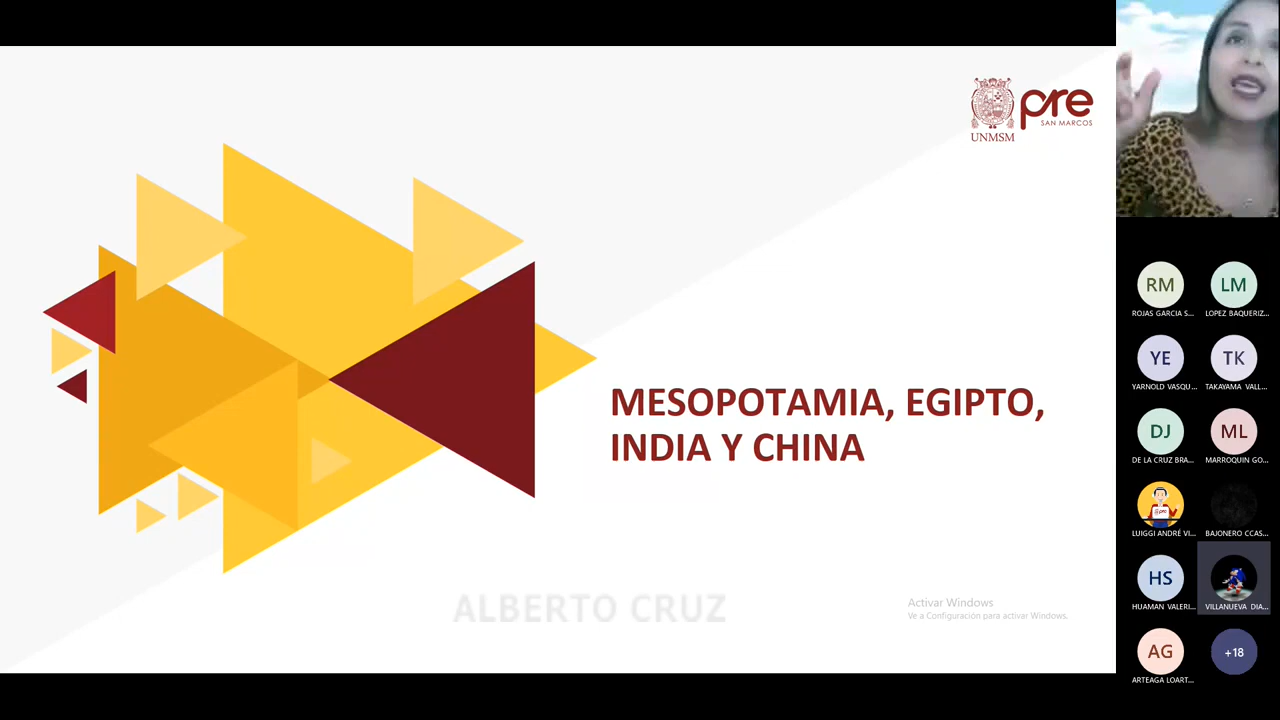 UNMSM
pre
SAN MARCOS
MESOPOTAMIA, EGIPTO,
INDIA Y CHINA
ALBERTO CRUZ
Activar Windows
Ve a Configuración para activar Windows.
RM
LM
ROJAS GARCIA S...
LOPEZ BAQUERIZ...
YE
TK
YARNOLD VASQU...
TAKAYAMA VALL...
DJ
ML
DE LA CRUZ BRA...
MARROQUIN GO...
pre
LUIGGI ANDRÉ VI...
BAJONERO CCAS...
HS
HUAMAN VALERI...
VILLANUEVA DIA...
AG
+18
ARTEAGA LOART...